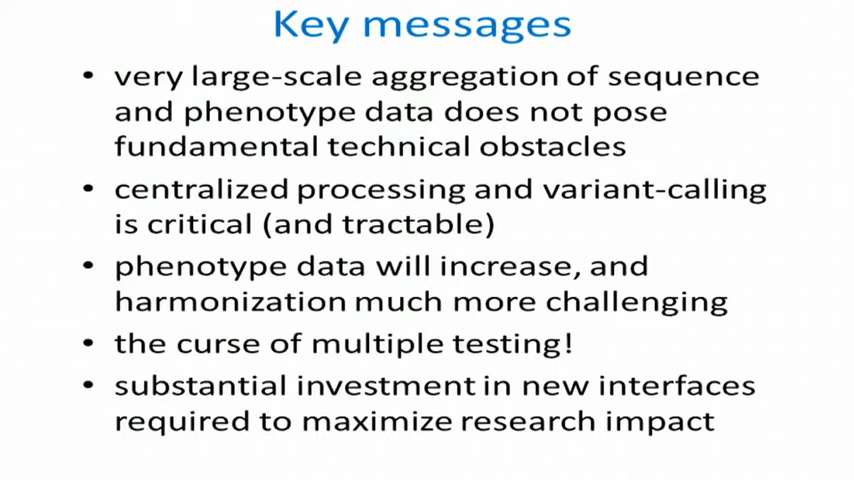 Key messages
• very large-scale aggregation of sequence
and phenotype data does not pose
fundamental technical obstacles
• centralized processing and variant-calling
is critical (and tractable)
• phenotype data will increase, and
harmonization much more challenging
• the curse of multiple testing!
• substantial investment in new interfaces
required to maximize research impact